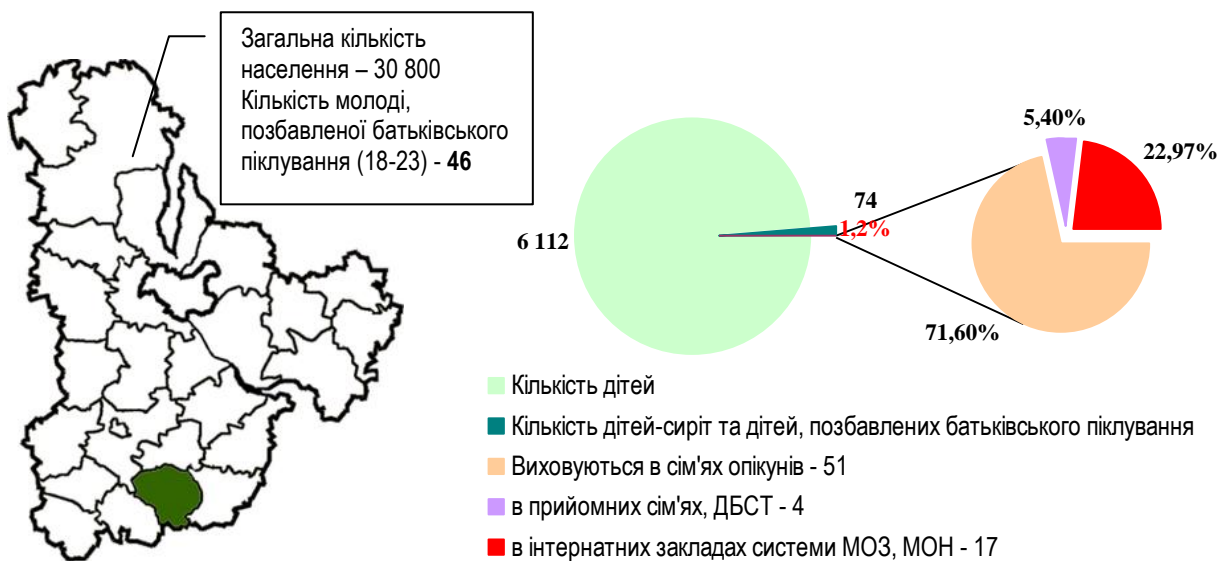 Загальна кількість
населення – 30 800
Кількість молоді,
позбавленої батьківського
піклування (18-23) - 46
5,40%
22,97%
74
1,2%
6 112
71,60%
Кількість дітей
Кількість дітей-сиріт та дітей, позбавлених батьківського піклування
Виховуються в сім'ях опікунів - 51
в прийомних сім'ях, ДБСТ - 4
в інтернатних закладах системи МОЗ, МОН - 17